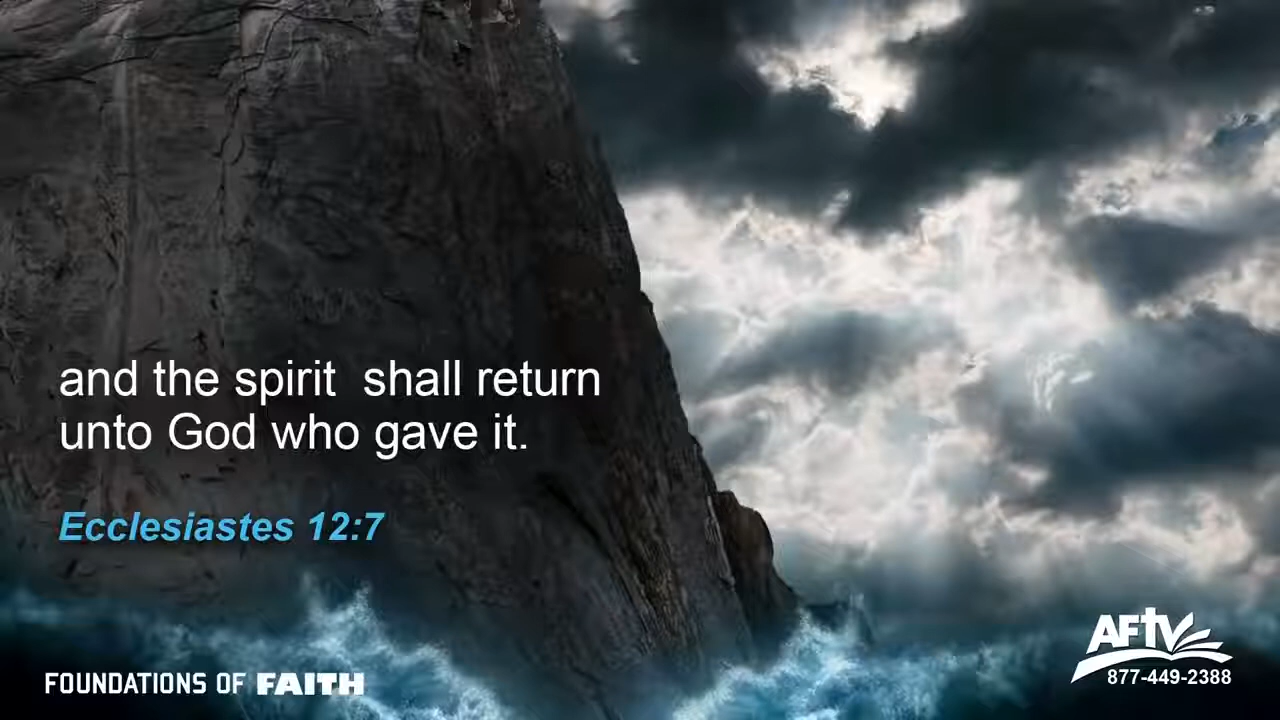 and the spirit  shall return
unto God who gave it.
Ecclesiastes 12:7
FOUNDATIONS OF FAITH
AFtv
877-449-2388